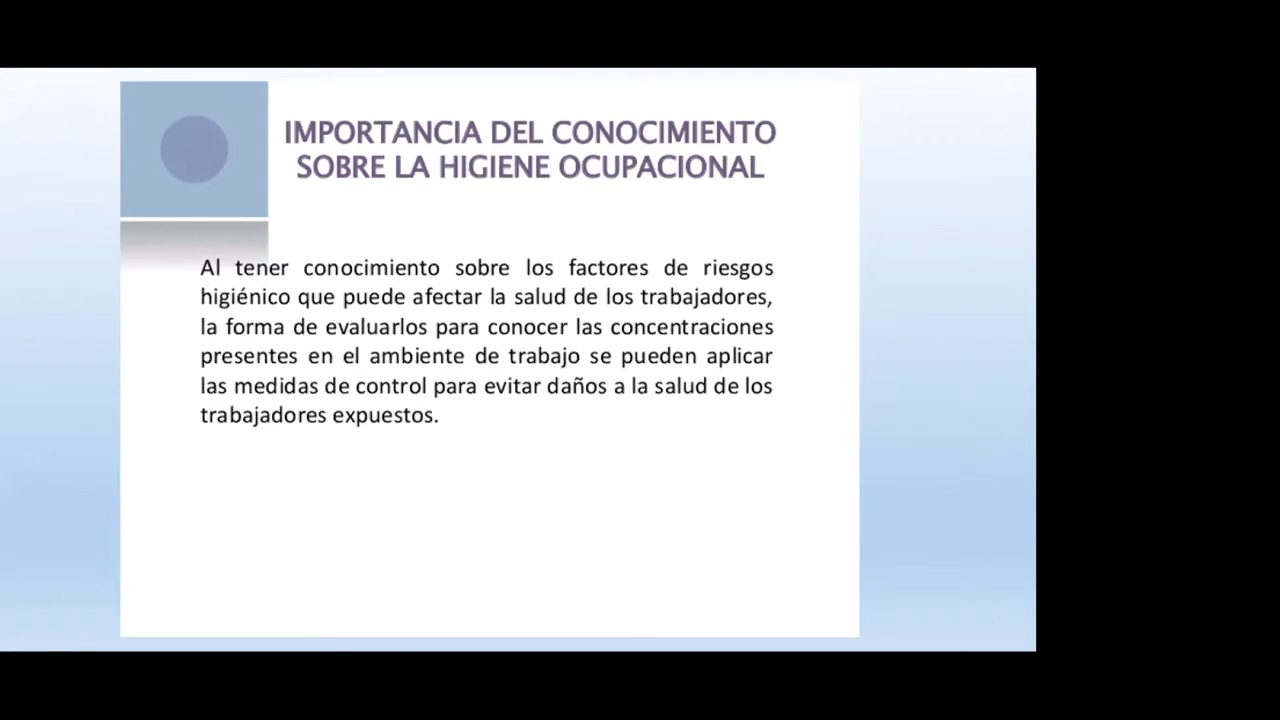 IMPORTANCIA DEL CONOCIMIENTO
SOBRE LA HIGIENE OCUPACIONAL
Al tener conocimiento sobre los factores de riesgos
higiénico que puede afectar la salud de los trabajadores,
la forma de evaluarlos para conocer las concentraciones
presentes en el ambiente de trabajo se pueden aplicar
las medidas de control para evitar daños a la salud de los
trabajadores expuestos.